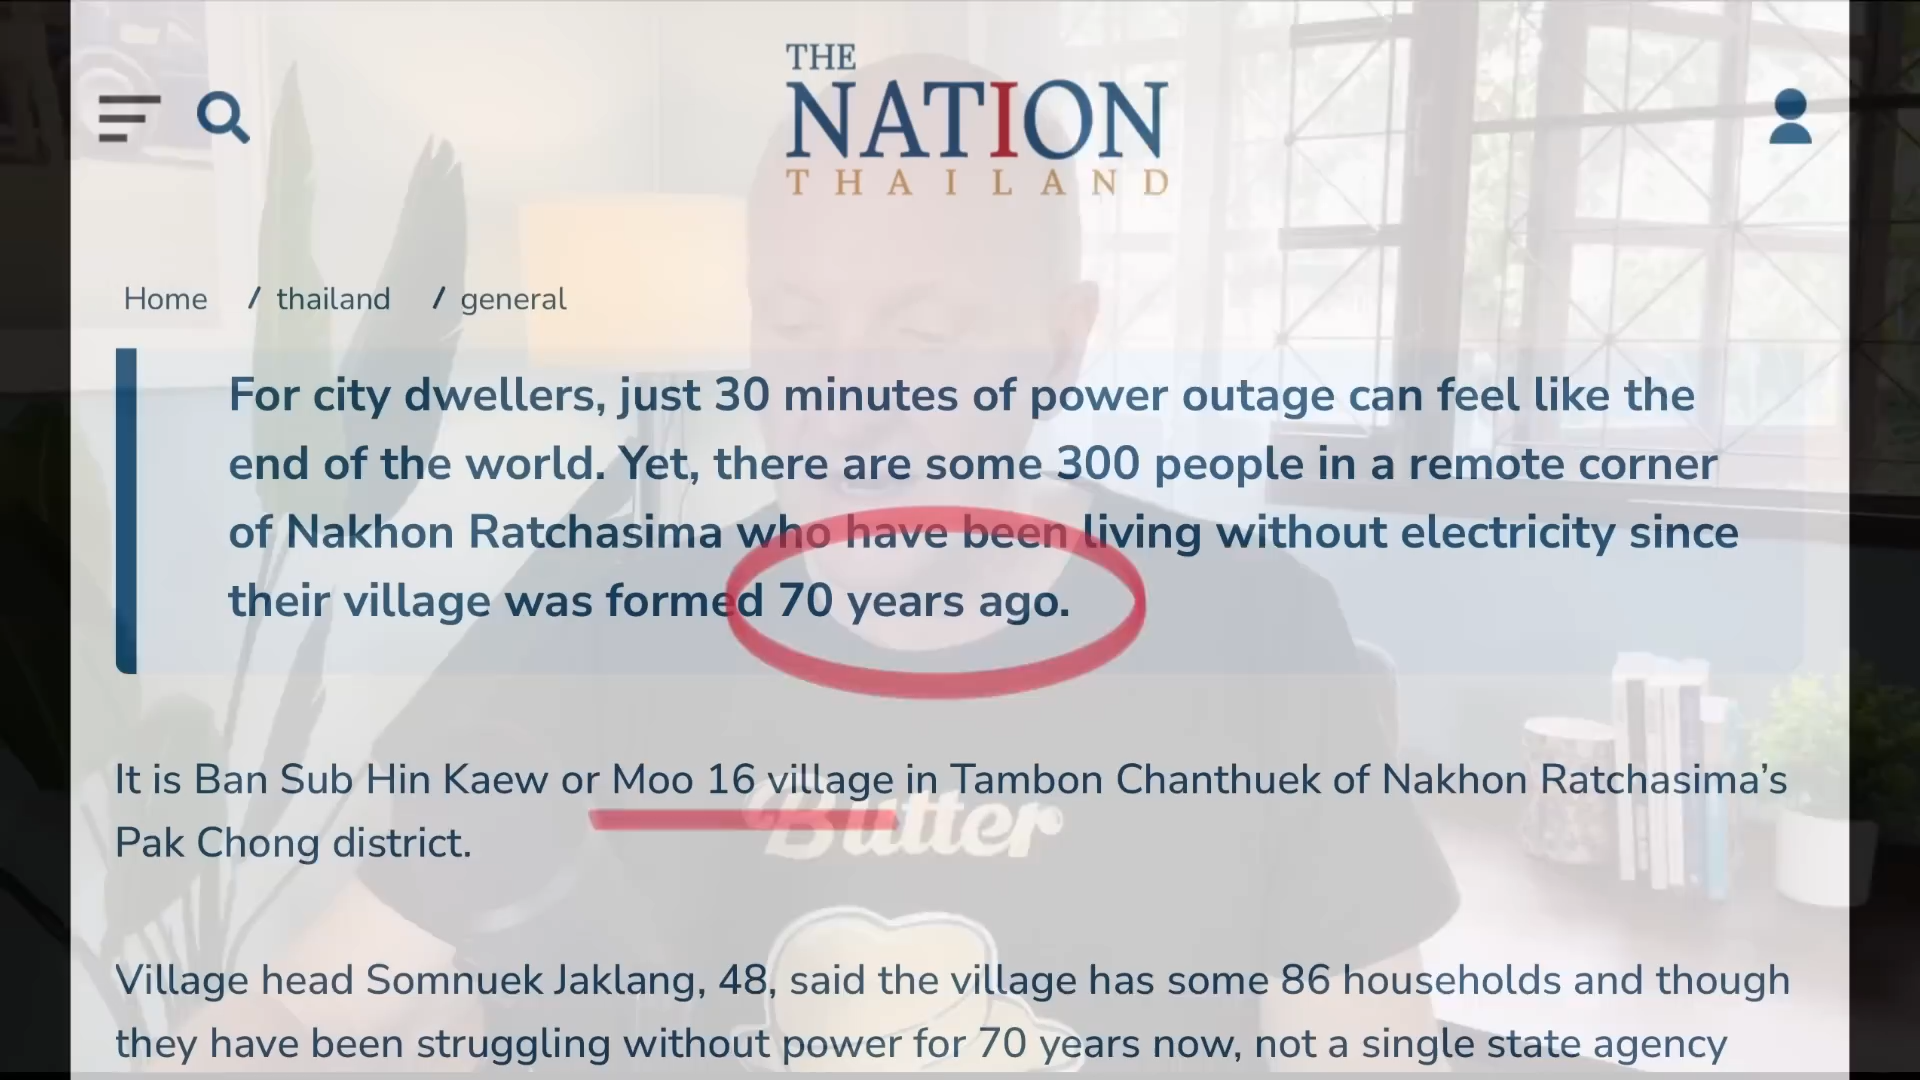 THE
NATION
THAILAND
Home / thailand / general
For city dwellers, just 30 minutes of power outage can feel like the
end of the world. Yet, there are some 300 people in a remote corner
of Nakhon Ratchasima who have been living without electricity since
their village was formed 70 years ago.
It is Ban Sub Hin Kaew or Moo 16 village in Tambon Chanthuek of Nakhon Ratchasima’s
Pak Chong district.
Butter
Village head Somnuek Jaklang, 48, said the village has some 86 households and though
they have been struggling without power for 70 years now, not a single state agency